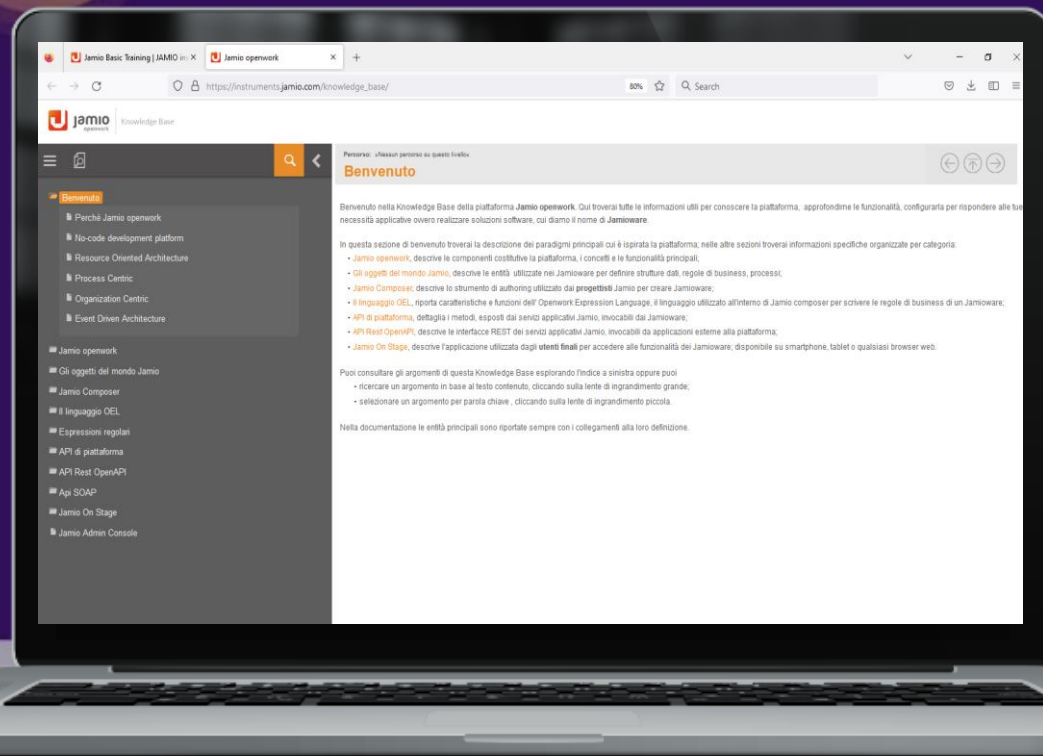 Jamio Basic Training | JAMIO in
Jamio openwork
https://instruments.jamio.com/knowledge_base/
80%
Search
jamio
openwork
Knowledge Base
Benvenuto
Perché Jamio openwork
No-code development platform
Resource Oriented Architecture
Process Centric
Organization Centric
Event Driven Architecture
Jamio openwork
Gli oggetti del mondo Jamio
Jamio Composer
Il linguaggio OEL
Espressioni regolari
API di piattaforma
API Rest OpenAPI
Api SOAP
Jamio On Stage
Jamio Admin Console
Percorso: »Nessun percorso su questo livello«
Benvenuto
Benvenuto nella Knowledge Base della piattaforma Jamio openwork. Qui troverai tutte le informazioni utili per conoscere la piattaforma, approfondirne le funzionalità, configurarla per rispondere alle tue
necessità applicative ovvero realizzare soluzioni software, cui diamo il nome di Jamioware.
In questa sezione di benvenuto troverai la descrizione dei paradigmi principali cui è ispirata la piattaforma; nelle altre sezioni troverai informazioni specifiche organizzate per categoria:
• Jamio openwork, descrive le componenti costitutive la piattaforma, i concetti e le funzionalità principali;
• Gli oggetti del mondo Jamio, descrive le entità utilizzate nei Jamioware per definire strutture dati, regole di business, processi;
• Jamio Composer, descrive lo strumento di authoring utilizzato dai progettisti Jamio per creare Jamioware;
• Il linguaggio OEL, riporta caratteristiche e funzioni dell' Openwork Expression Language, il linguaggio utilizzato all'interno di Jamio composer per scrivere le regole di business di un Jamioware;
• API di piattaforma, dettaglia i metodi, esposti dai servizi applicativi Jamio, invocabili dai Jamioware;
• API Rest OpenAPI, descrive le interfacce REST dei servizi applicativi Jamio, invocabili da applicazioni esterne alla piattaforma;
• Jamio On Stage, descrive l'applicazione utilizzata dagli utenti finali per accedere alle funzionalità dei Jamioware; disponibile su smartphone, tablet o qualsiasi browser web.
Puoi consultare gli argomenti di questa Knowledge Base esplorando l'indice a sinistra oppure puoi
• ricercare un argomento in base al testo contenuto, cliccando sulla lente di ingrandimento grande;
• selezionare un argomento per parola chiave , cliccando sulla lente di ingrandimento piccola.
Nella documentazione le entità principali sono riportate sempre con i collegamenti alla loro definizione.